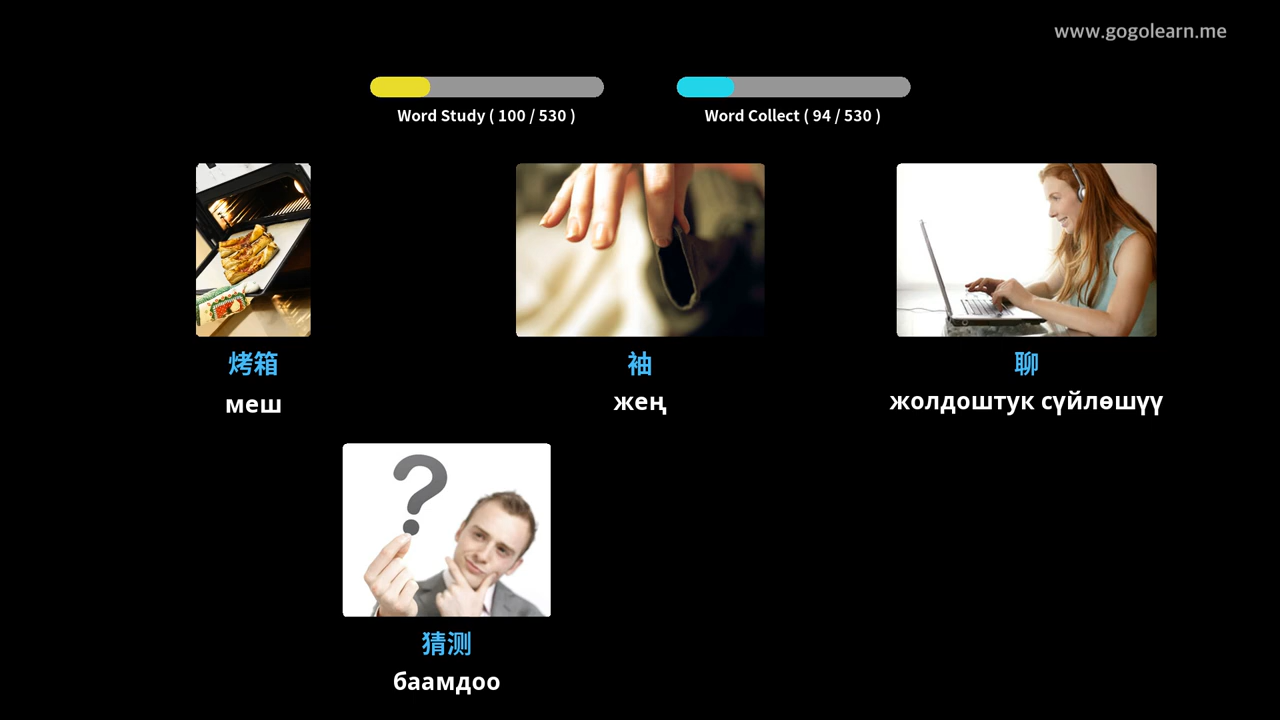 www.gogolearn.me
Word Study ( 100 / 530 )
Word Collect ( 94 / 530 )
烤箱
меш
袖
жең
聊
жолдоштук сүйлөшүү
猜测
баамдоо